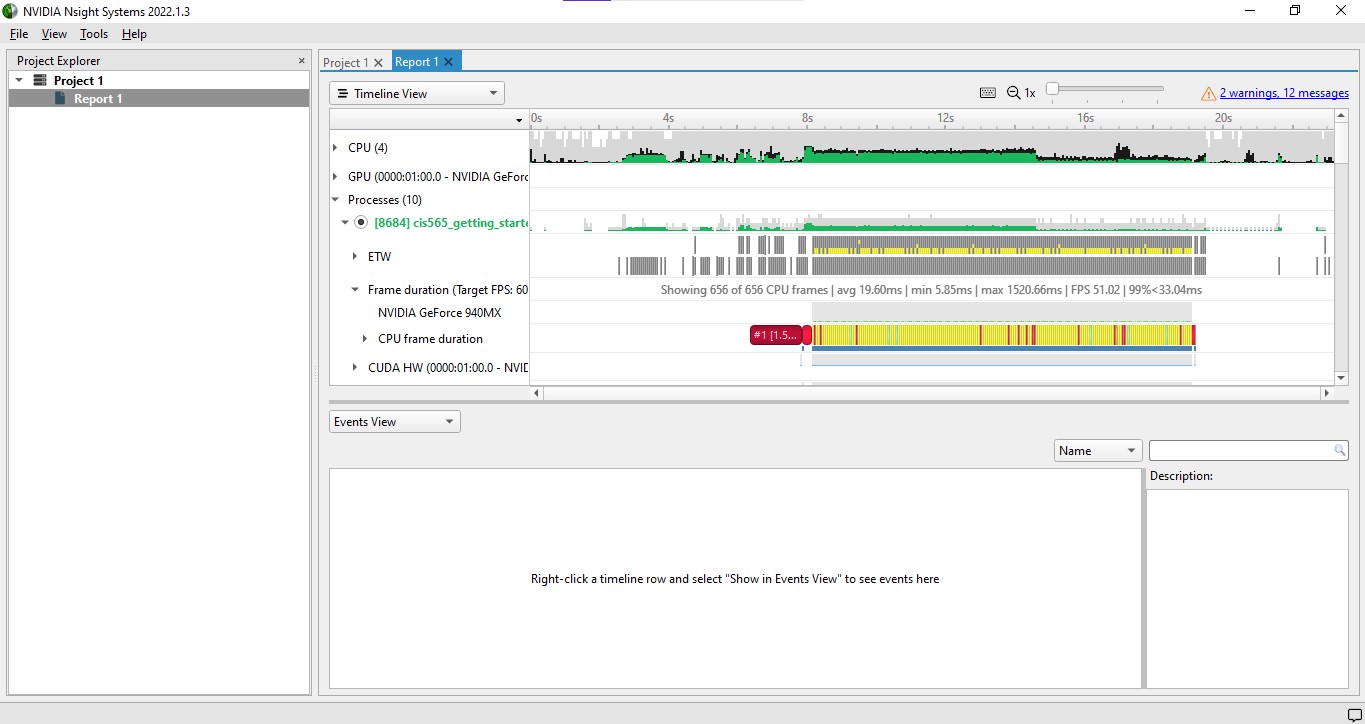 NVIDIA Nsight Systems 2022.1.3
File View Tools Help
Project Explorer
Project 1
Report 1
Project 1
Report 1
Timeline View
1x
2 warnings, 12 messages
0s 4s 8s 12s 16s 20s
CPU (4)
GPU (0000:01:00.0 - NVIDIA GeForc
Processes (10)
[8684] cis565_getting_starte
ETW
Frame duration (Target FPS: 60
Showing 656 of 656 CPU frames | avg 19.60ms | min 5.85ms | max 1520.66ms | FPS 51.02 | 99%<33.04ms
NVIDIA GeForce 940MX
#1 [1.5...
CPU frame duration
CUDA HW (0000:01:00.0 - NVID
Events View
Name
Description:
Right-click a timeline row and select "Show in Events View" to see events here